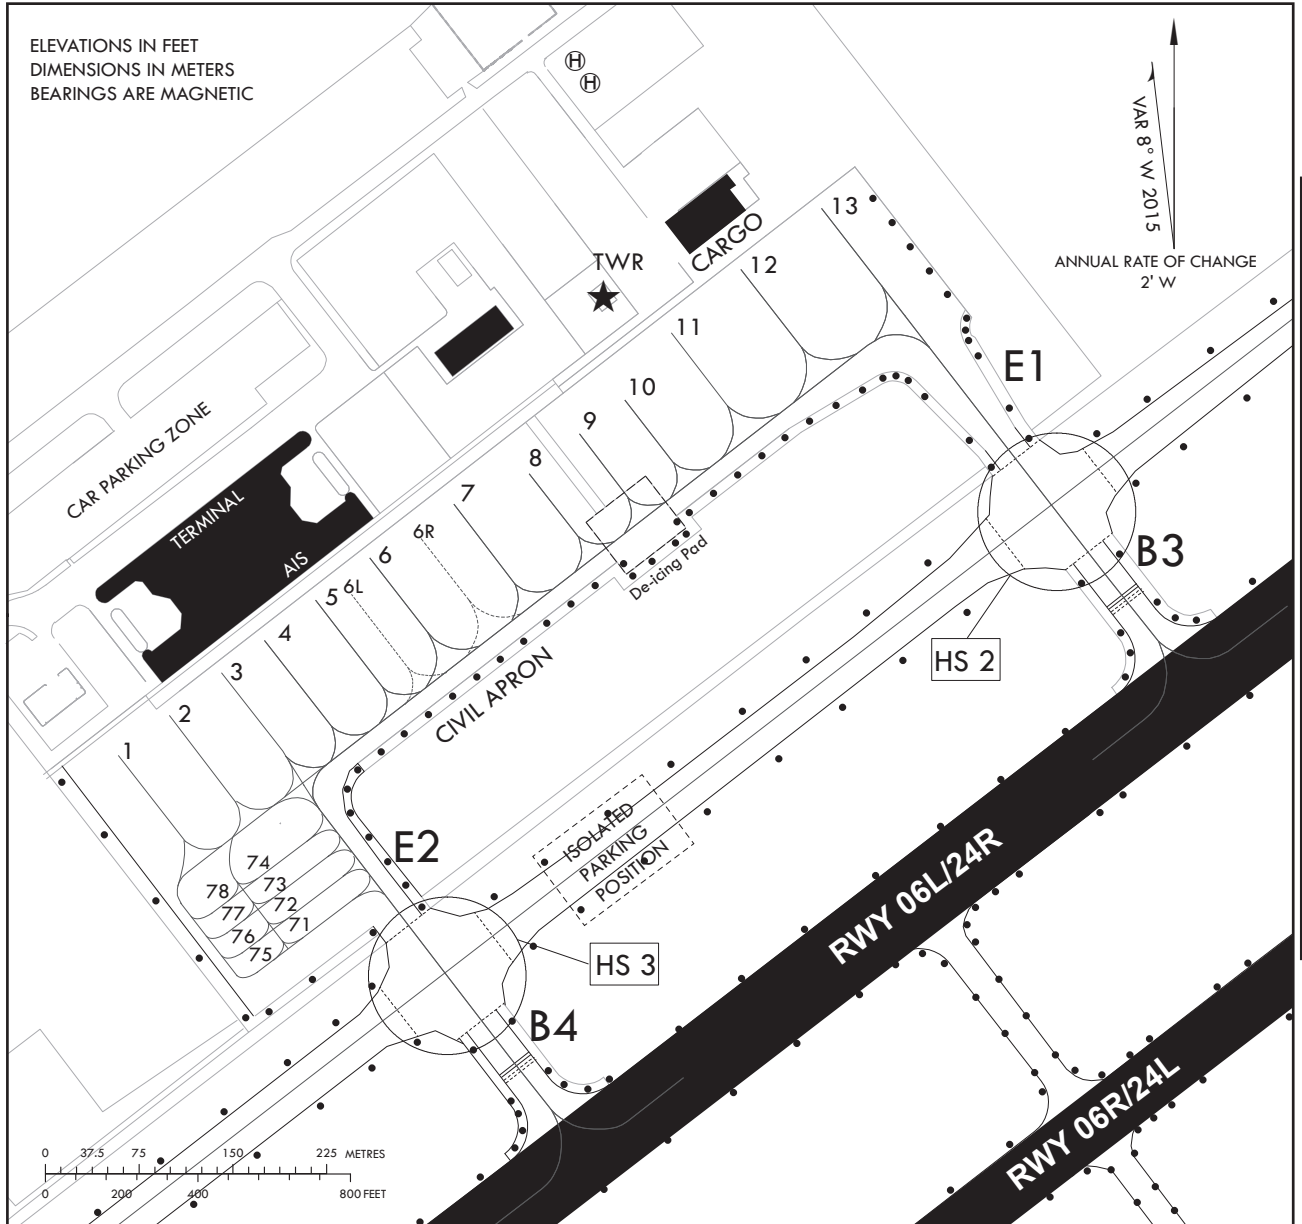 ELEVATIONS IN FEET
DIMENSIONS IN METERS
BEARINGS ARE MAGNETIC
H
H
VAR 8° W 2015
ANNUAL RATE OF CHANGE
2' W
13
CARGO
TWR
12
11
E1
10
9
8
7
6R
6
6L
5
4
3
2
1
CAR PARKING ZONE
TERMINAL
AIS
De-icing Pad
CIVIL APRON
B3
HS 2
E2
ISOLATED
PARKING
POSITION
74
73
72
71
78
77
76
75
HS 3
B4
RWY 06L/24R
RWY 06R/24L
0 37.5 75 150 225 METRES
0 200 400 800 FEET